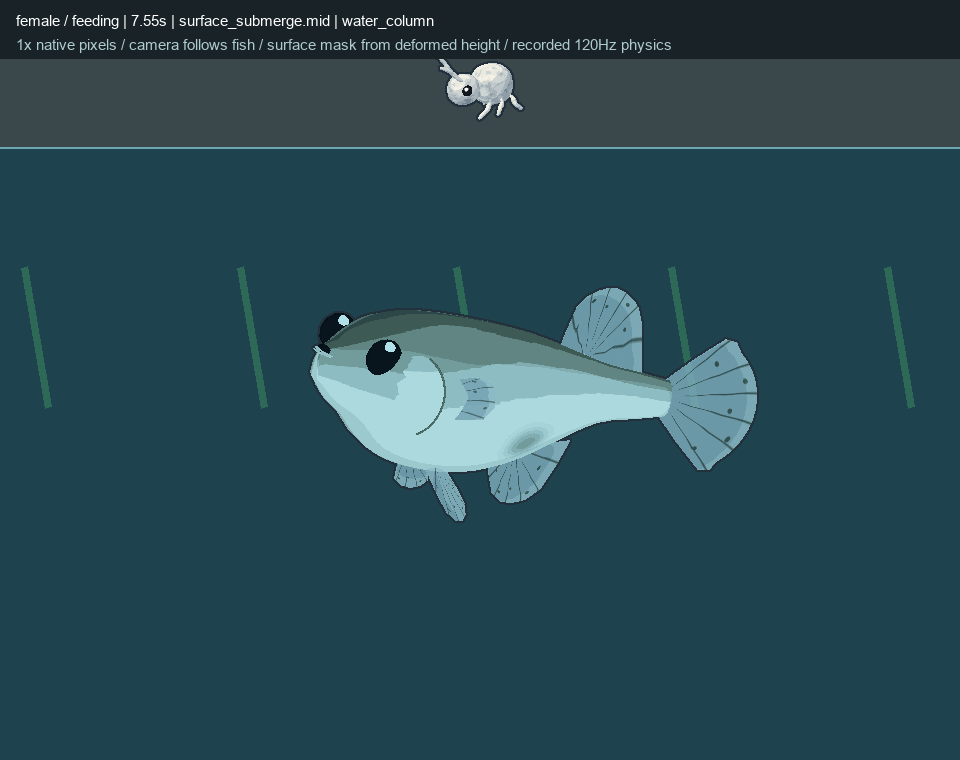 female / feeding | 7.55s | surface_submerge.mid | water_column
1x native pixels / camera follows fish / surface mask from deformed height / recorded 120Hz physics